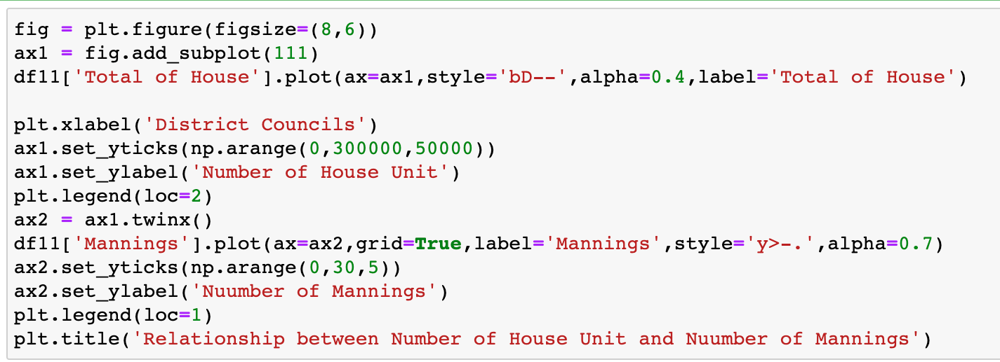 fig = plt.figure(figsize=(8,6))
ax1 = fig.add_subplot(111)
df11['Total of House'].plot(ax=ax1,style='bD--',alpha=0.4,label='Total of House')
plt.xlabel('District Councils')
ax1.set_yticks(np.arange(0,300000,50000))
ax1.set_ylabel('Number of House Unit')
plt.legend(loc=2)
ax2 = ax1.twinx()
df11['Mannings'].plot(ax=ax2,grid=True,label='Mannings',style='y>-.',alpha=0.7)
ax2.set_yticks(np.arange(0,30,5))
ax2.set_ylabel('Nuumber of Mannings')
plt.legend(loc=1)
plt.title('Relationship between Number of House Unit and Nuumber of Mannings')